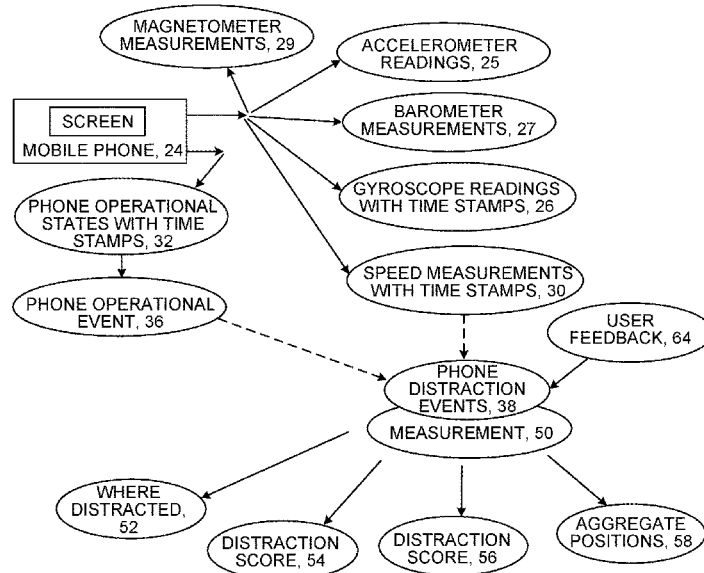 MAGNETOMETER
MEASUREMENTS, 29
ACCELEROMETER
READINGS, 25
SCREEN
MOBILE PHONE, 24
BAROMETER
MEASUREMENTS, 27
PHONE OPERATIONAL
STATES WITH TIME
STAMPS, 32
GYROSCOPE READINGS
WITH TIME STAMPS, 26
PHONE OPERATIONAL
EVENT, 36
SPEED MEASUREMENTS
WITH TIME STAMPS, 30
USER
FEEDBACK, 64
PHONE
DISTRACTION
EVENTS, 38
MEASUREMENT, 50
WHERE
DISTRACTED,
52
DISTRACTION
SCORE, 54
DISTRACTION
SCORE, 56
AGGREGATE
POSITIONS, 58